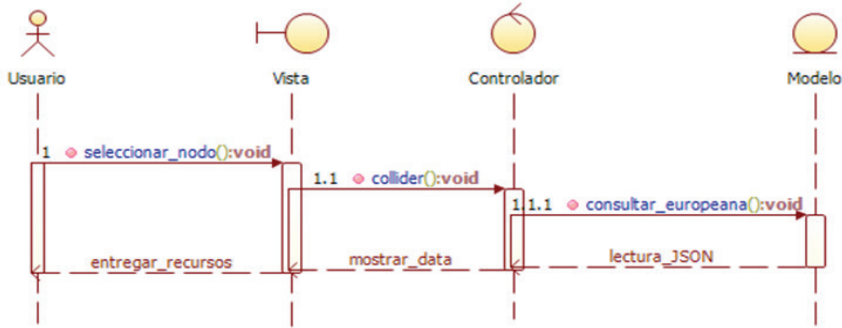 Usuario
Vista
Controlador
Modelo
1 seleccionar_nodo():void
1.1 collider():void
1.1.1 consultar_europeana():void
entregar_recursos
mostrar_data
lectura_JSON